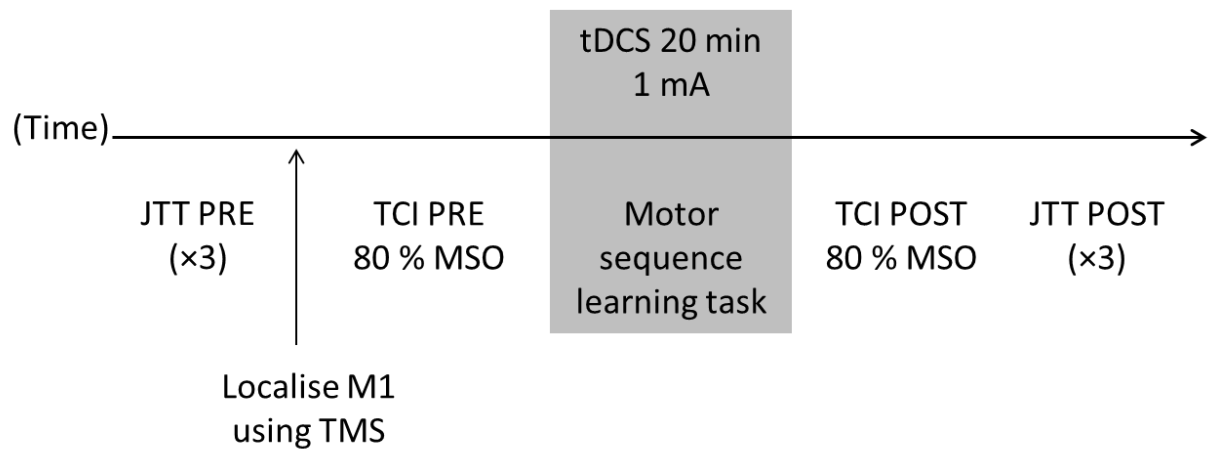 tDCS 20 min
1 mA
(Time)
JTT PRE
(×3)
TCI PRE
80 % MSO
Motor
sequence
learning task
TCI POST
80 % MSO
JTT POST
(×3)
Localise M1
using TMS